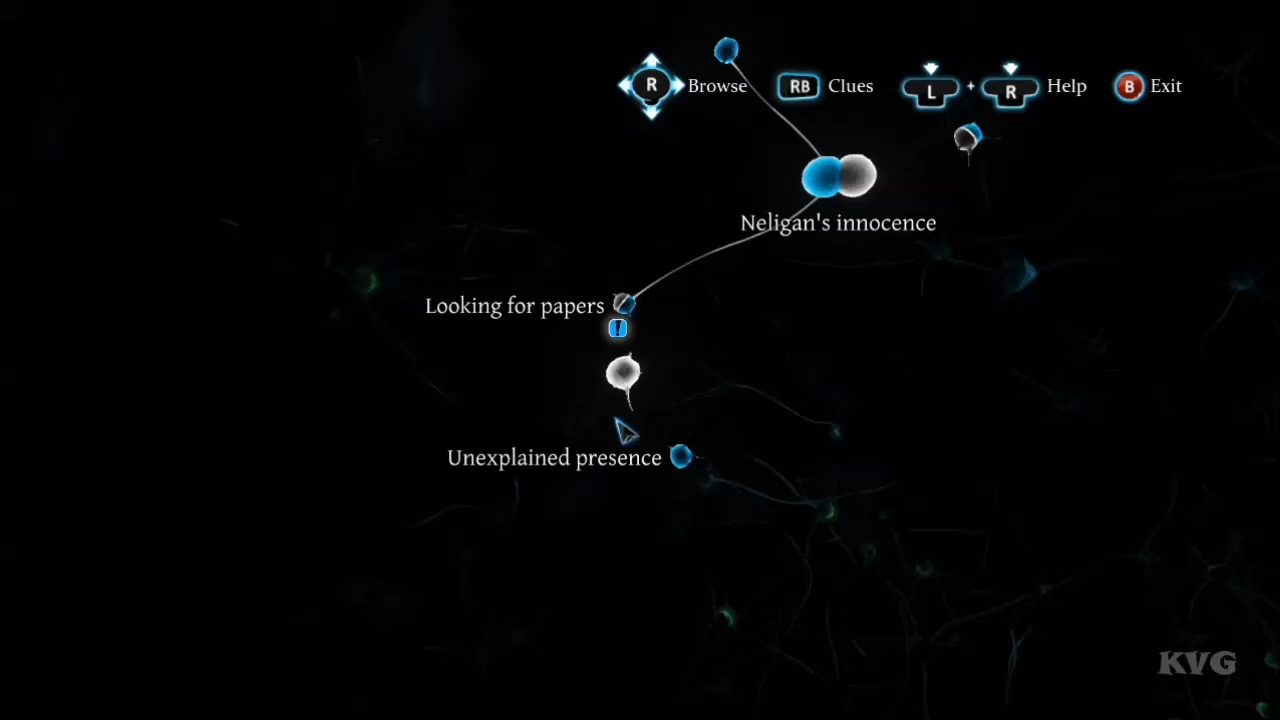 R Browse RB Clues L + R Help B Exit
Neligan's innocence
Looking for papers
!
Unexplained presence
KVG